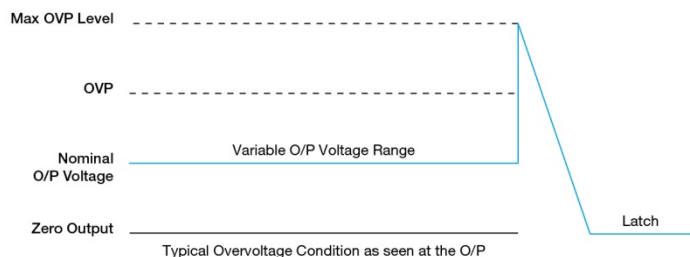 Max OVP Level
OVP
Variable O/P Voltage Range
Nominal
O/P Voltage
Zero Output
Latch
Typical Overvoltage Condition as seen at the O/P